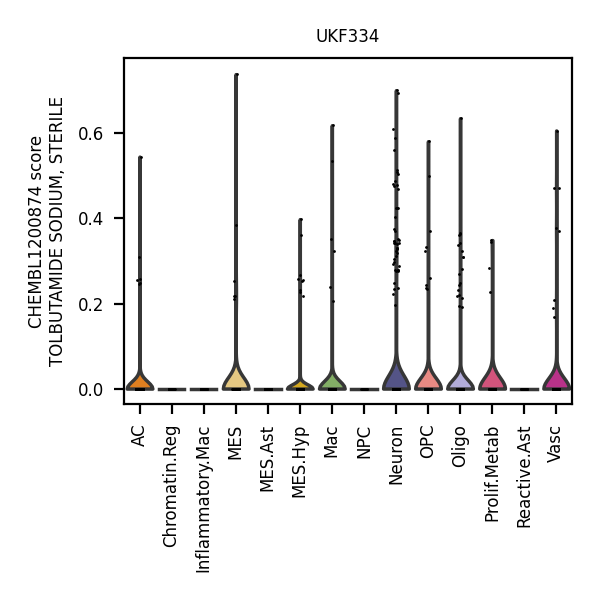 UKF334
CHEMBL1200874 score
TOLBUTAMIDE SODIUM, STERILE
0.6
0.4
0.2
0.0
AC
Chromatin.Reg
Inflammatory.Mac
MES
MES.Ast
MES.Hyp
Mac
NPC
Neuron
OPC
Oligo
Prolif.Metab
Reactive.Ast
Vasc